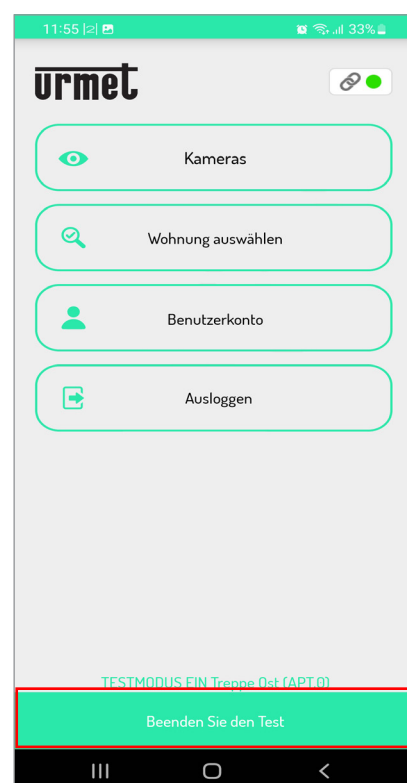 11:55 |2| 33%
urmet
Kameras
Wohnung auswählen
Benutzerkonto
Ausloggen
TESTMODUS EIN Treppe Ost (APT.0)
Beenden Sie den Test